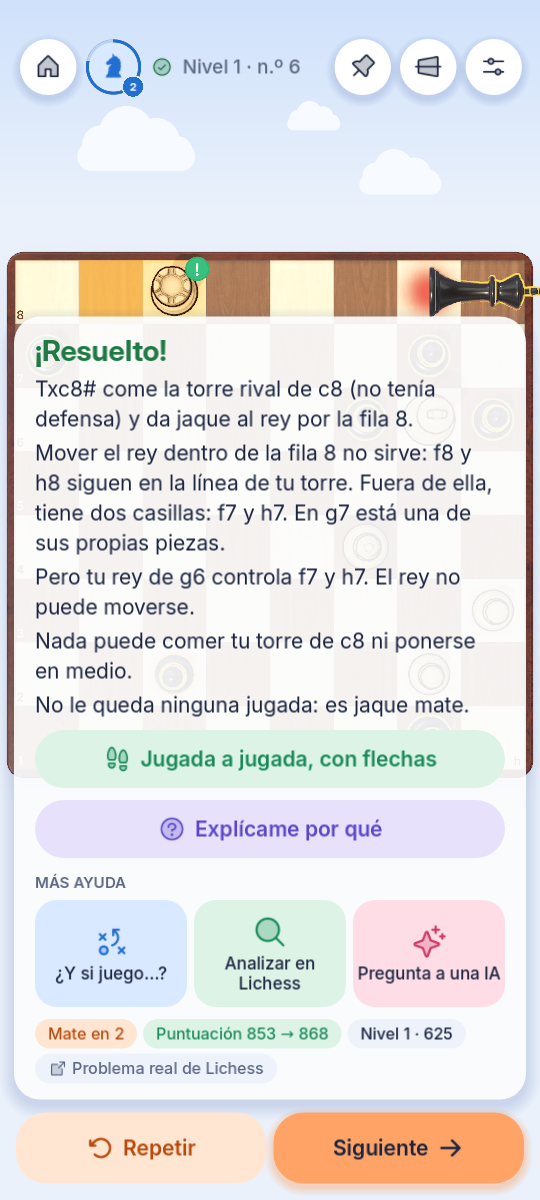 2
Nivel 1 · n.º 6
!
8
¡Resuelto!
Txc8# come la torre rival de c8 (no tenía
defensa) y da jaque al rey por la fila 8.
Mover el rey dentro de la fila 8 no sirve: f8 y
h8 siguen en la línea de tu torre. Fuera de ella,
tiene dos casillas: f7 y h7. En g7 está una de
sus propias piezas.
Pero tu rey de g6 controla f7 y h7. El rey no
puede moverse.
Nada puede comer tu torre de c8 ni ponerse
en medio.
No le queda ninguna jugada: es jaque mate.
Jugada a jugada, con flechas
Explícame por qué
MÁS AYUDA
¿Y si juego...?
Analizar en
Lichess
Pregunta a una IA
Mate en 2
Puntuación 853 → 868
Nivel 1 · 625
Problema real de Lichess
Repetir
Siguiente →